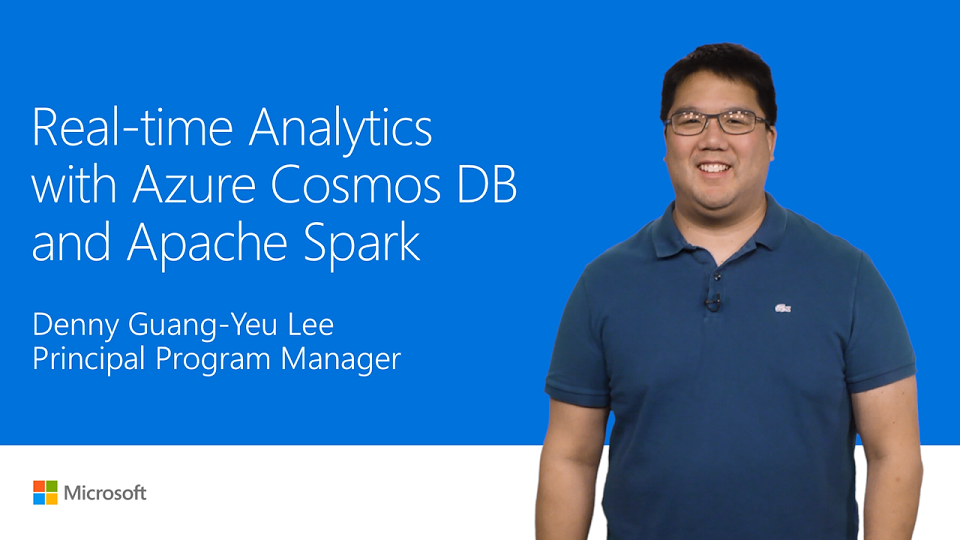 Real-time Analytics
with Azure Cosmos DB
and Apache Spark
Denny Guang-Yeu Lee
Principal Program Manager
Microsoft